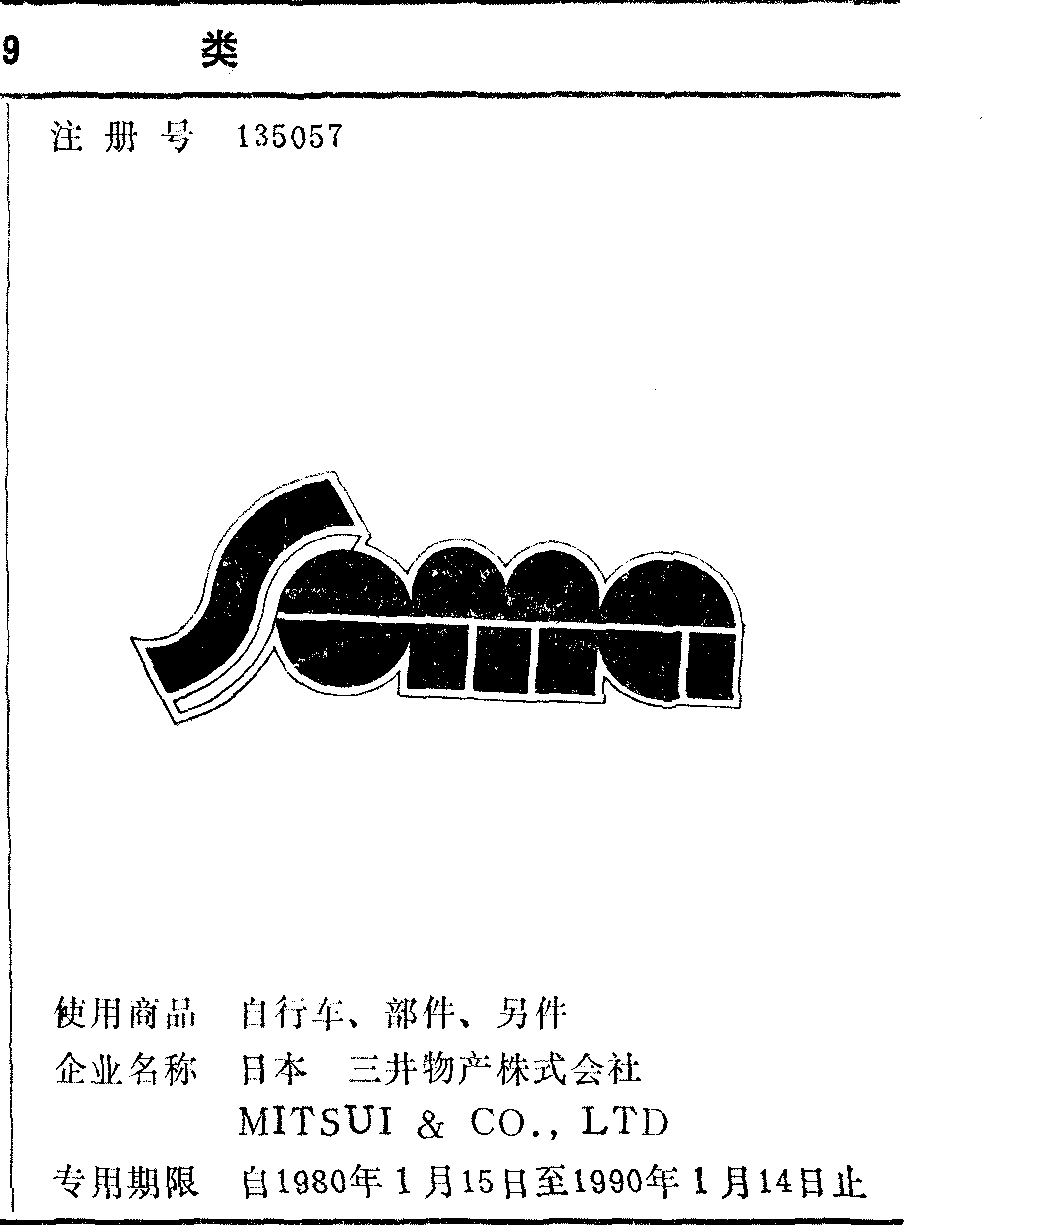 9 类
注册号 135057
Soma
使用商品 自行车、部件、另件
企业名称 日本 三井物产株式会社
MITSUI & CO., LTD
专用期限 自1980年1月15日至1990年1月14日止